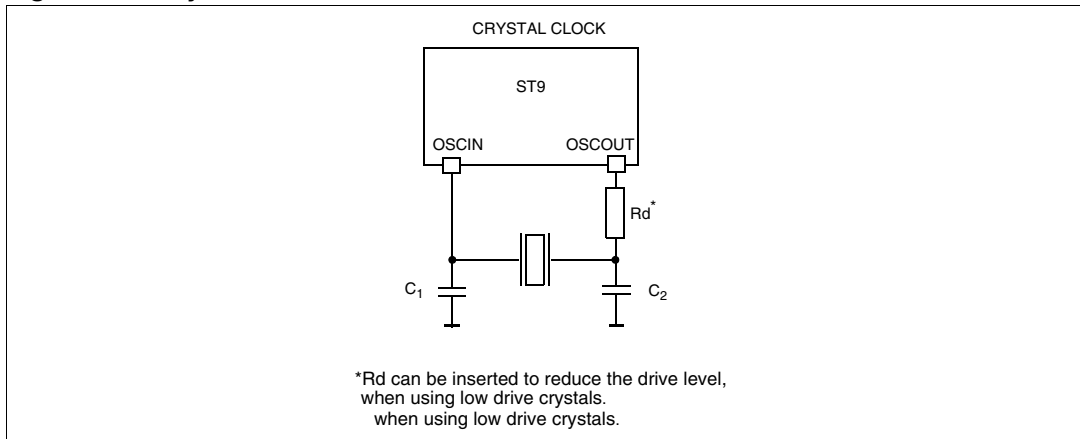 CRYSTAL CLOCK
ST9
OSCIN OSCOUT
Rd*
C1 C2
*Rd can be inserted to reduce the drive level,
when using low drive crystals.
when using low drive crystals.